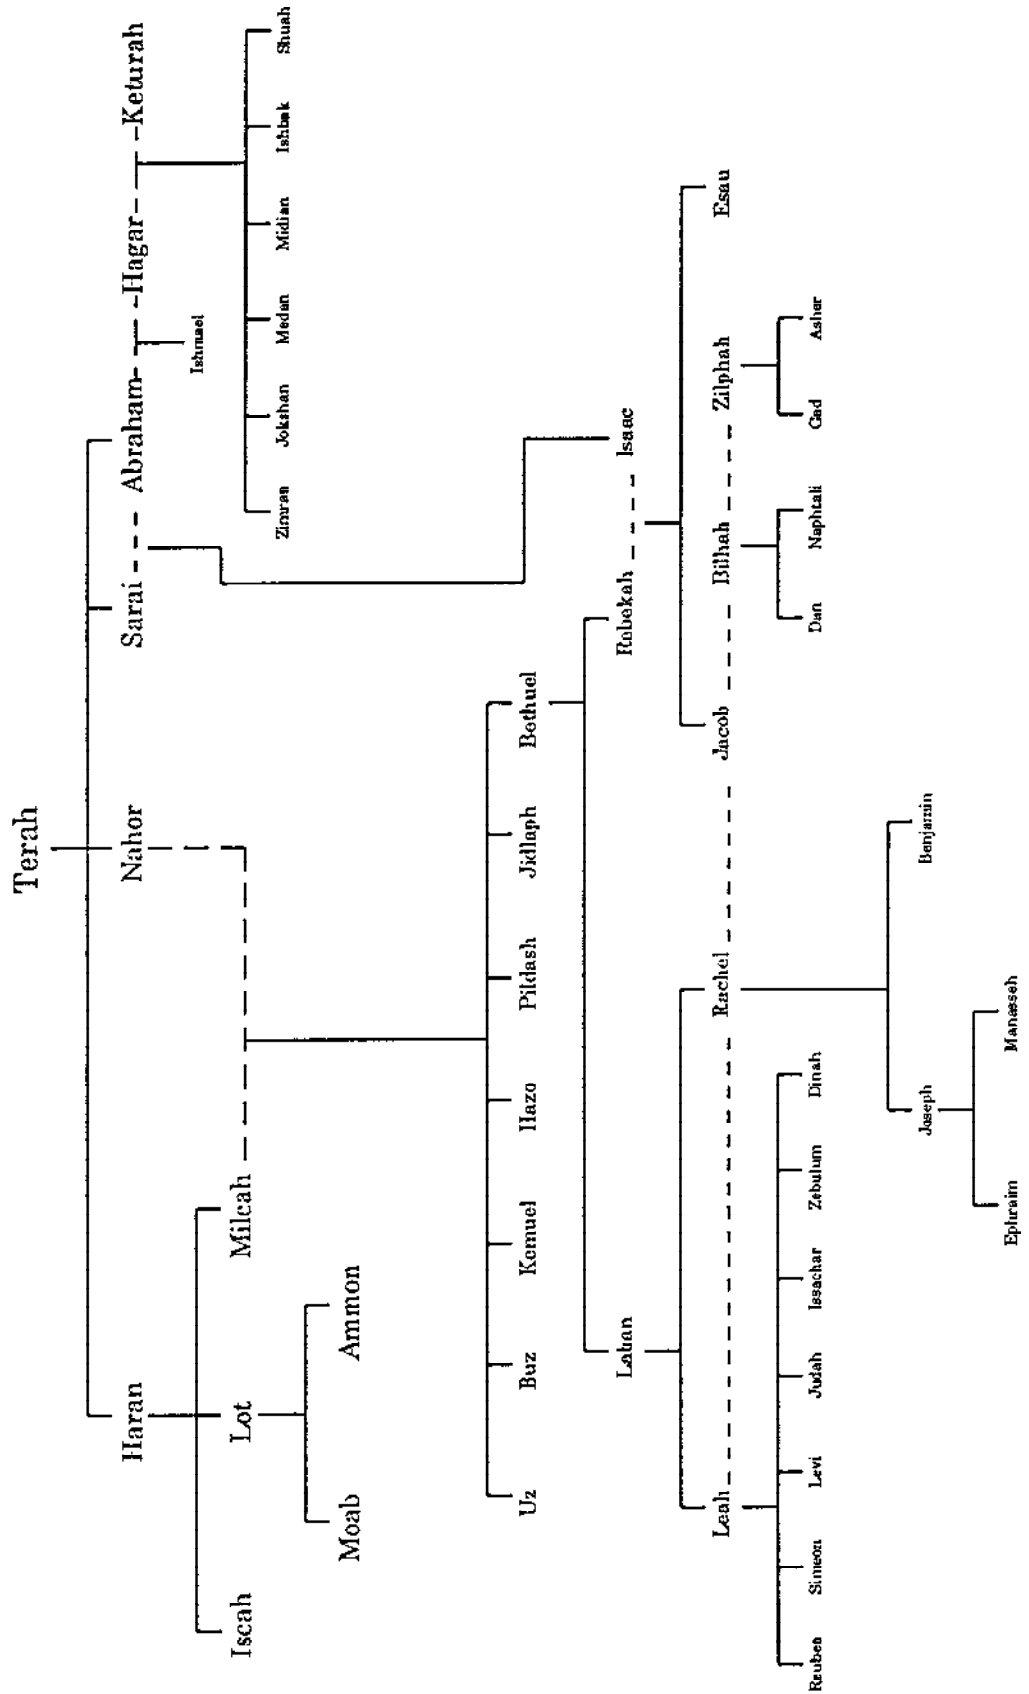 Terah
Haran Nahor Sarai Abraham Hagar Keturah
Iscah Lot Milcah Ishmael
Moab Ammon Zimran Jokshan Medan Midian Ishbak Shuah
Uz Buz Kemuel Hazo Pildash Jidlaph Bethuel
Laban Rebekah Isaac
Leah Rachel Jacob Bilhah Zilphah Esau
Reuben Simeon Levi Judah Issachar Zebulum Dinah Dan Naphtali Gad Asher
Joseph Benjamin
Ephraim Manasseh